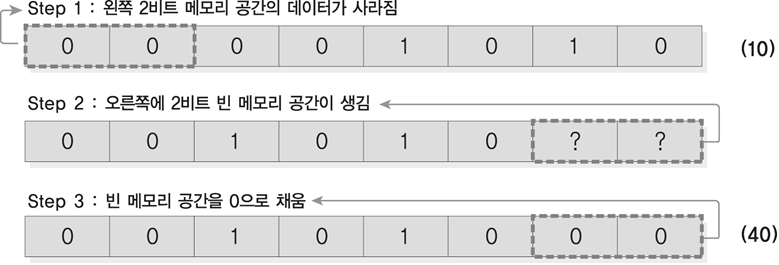 Step 1 : 왼쪽 2비트 메모리 공간의 데이터가 사라짐
0 0 0 0 1 0 1 0 (10)
Step 2 : 오른쪽에 2비트 빈 메모리 공간이 생김
0 0 1 0 1 0 ? ?
Step 3 : 빈 메모리 공간을 0으로 채움
0 0 1 0 1 0 0 0 (40)